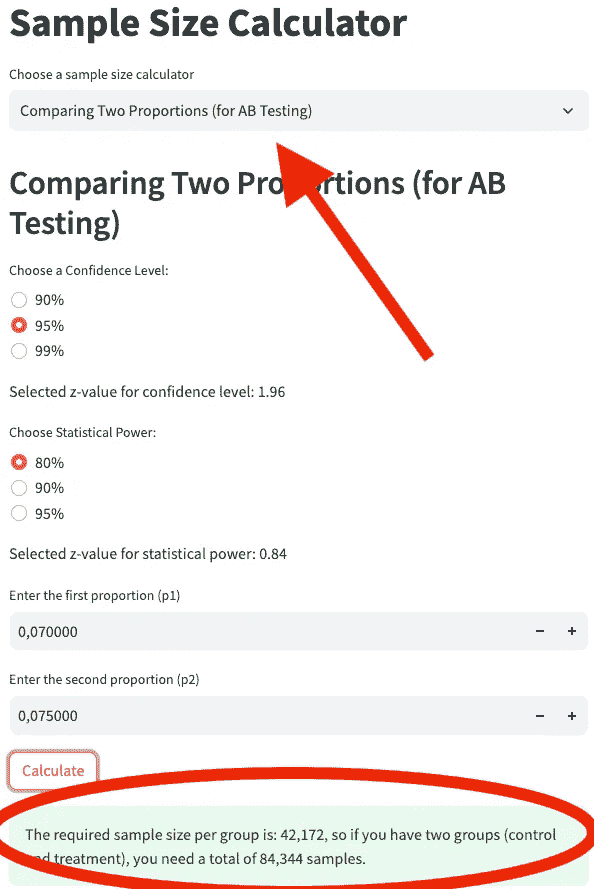 Sample Size Calculator
Choose a sample size calculator
Comparing Two Proportions (for AB Testing)
Comparing Two Pro rtions (for AB
Testing)
Choose a Confidence Level:
90%
95%
99%
Selected z-value for confidence level: 1.96
Choose Statistical Power:
80%
90%
95%
Selected z-value for statistical power: 0.84
Enter the first proportion (p1)
0,070000 − +
Enter the second proportion (p2)
0,075000 − +
Calculate
The required sample size per group is: 42,172, so if you have two groups (control
and treatment), you need a total of 84,344 samples.